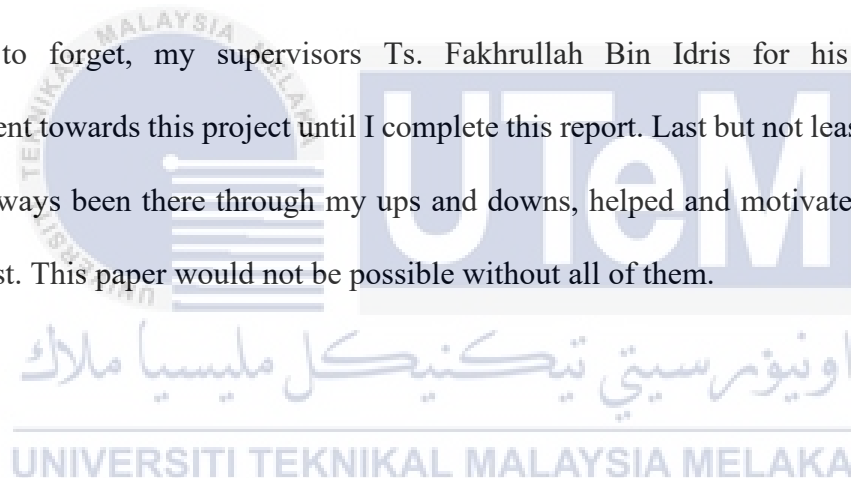 to forget, my supervisors Ts. Fakhrullah Bin Idris for his
ent towards this project until I complete this report. Last but not leas
ways been there through my ups and downs, helped and motivate
st. This paper would not be possible without all of them.
UTeM
اونيۏرسيتي تيكنيكل مليسيا ملاك
UNIVERSITI TEKNIKAL MALAYSIA MELAKA